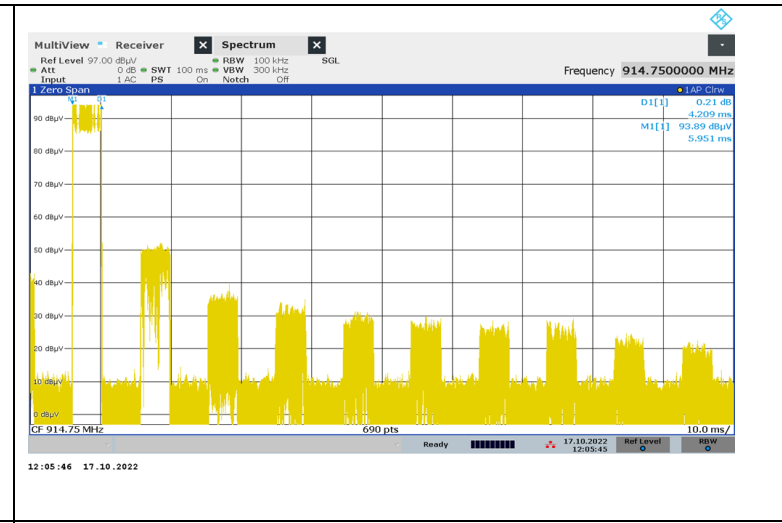 MultiView Receiver Spectrum
Ref Level 97.00 dBµV RBW 100 kHz SGL
Att 0 dB SWT 100 ms VBW 300 kHz
Input 1 AC PS On Notch Off Frequency 914.7500000 MHz
1 Zero Span 1AP Clrw
M1 D1 D1[1] 0.21 dB
4.209 ms
90 dBµV M1[1] 93.89 dBµV
5.951 ms
80 dBµV
70 dBµV
60 dBµV
50 dBµV
40 dBµV
30 dBµV
20 dBµV
10 dBµV
0 dBµV
CF 914.75 MHz 690 pts 10.0 ms/
Ready 17.10.2022 Ref Level RBW
12:05:45
12:05:46 17.10.2022